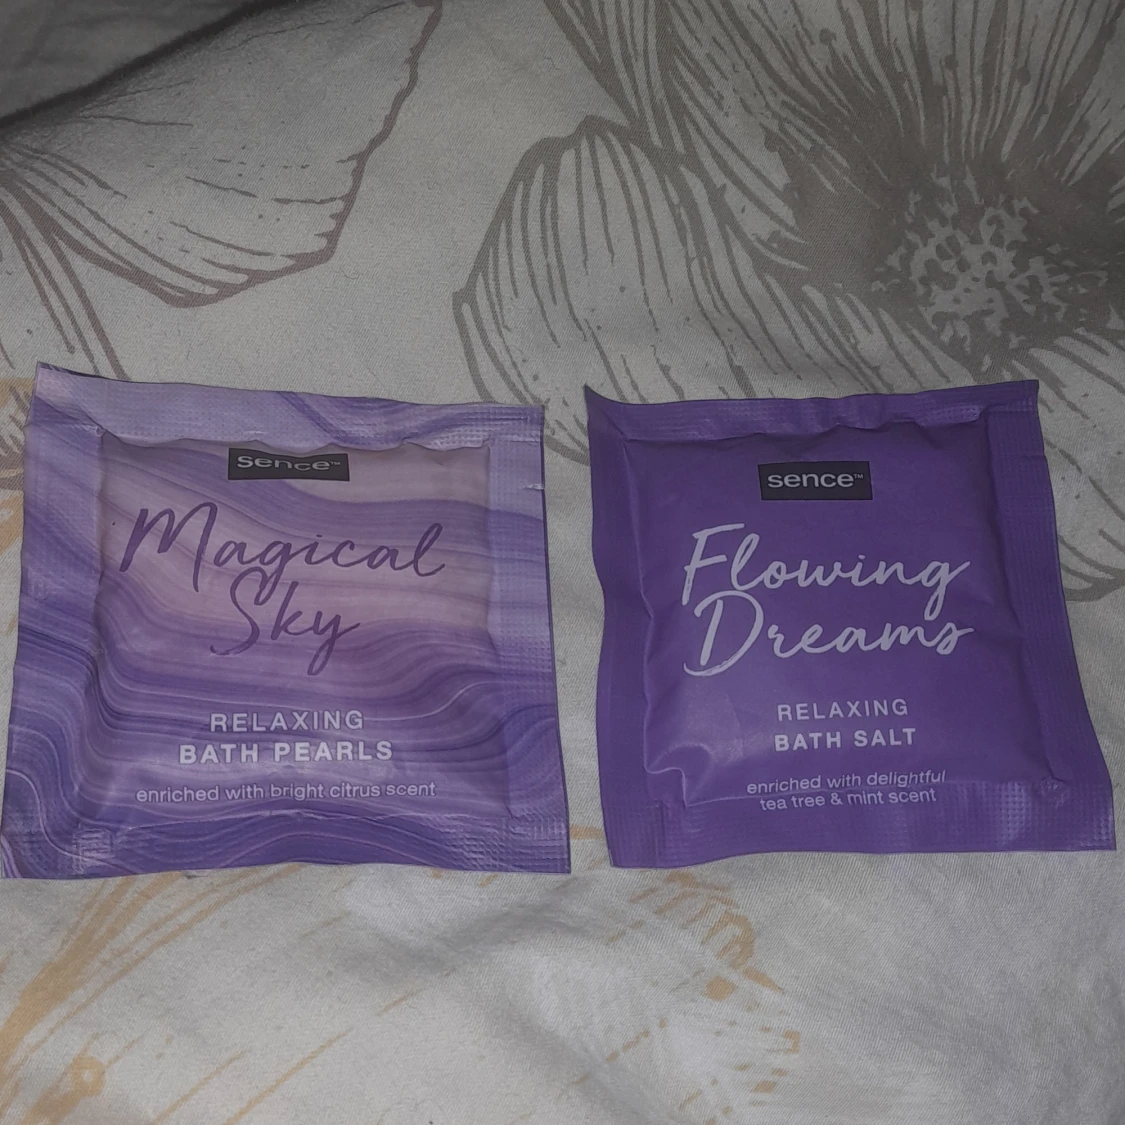 sence™
Magical
Sky
RELAXING
BATH PEARLS
enriched with bright citrus scent
sence™
Flowing
Dreams
RELAXING
BATH SALT
enriched with delightful
tea tree & mint scent